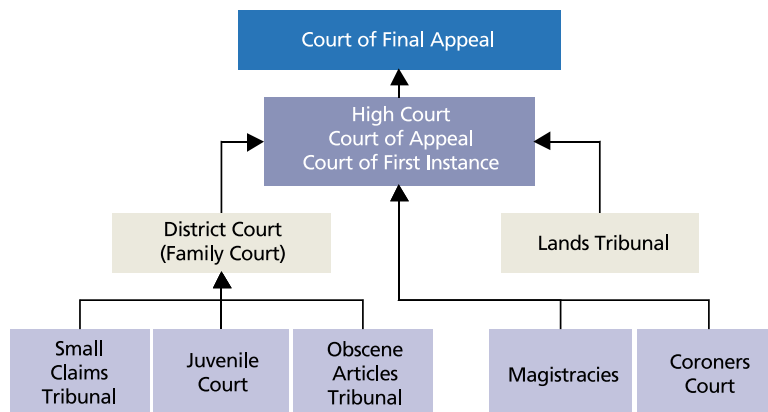 Court of Final Appeal
High Court
Court of Appeal
Court of First Instance
District Court
(Family Court)
Lands Tribunal
Small
Claims
Tribunal
Juvenile
Court
Obscene
Articles
Tribunal
Magistracies
Coroners
Court